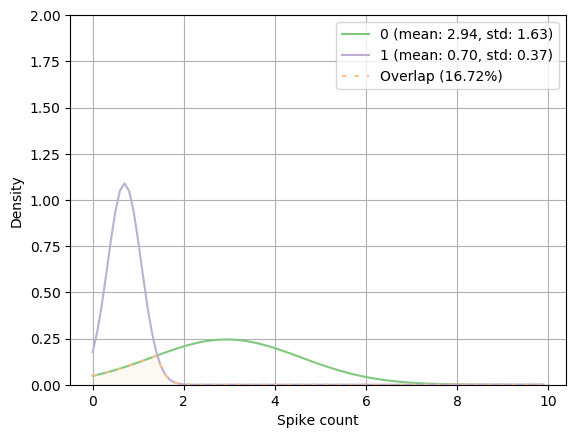 2.00
1.75
1.50
1.25
1.00
0.75
0.50
0.25
0.00
Density
0 (mean: 2.94, std: 1.63)
1 (mean: 0.70, std: 0.37)
Overlap (16.72%)
0 2 4 6 8 10
Spike count